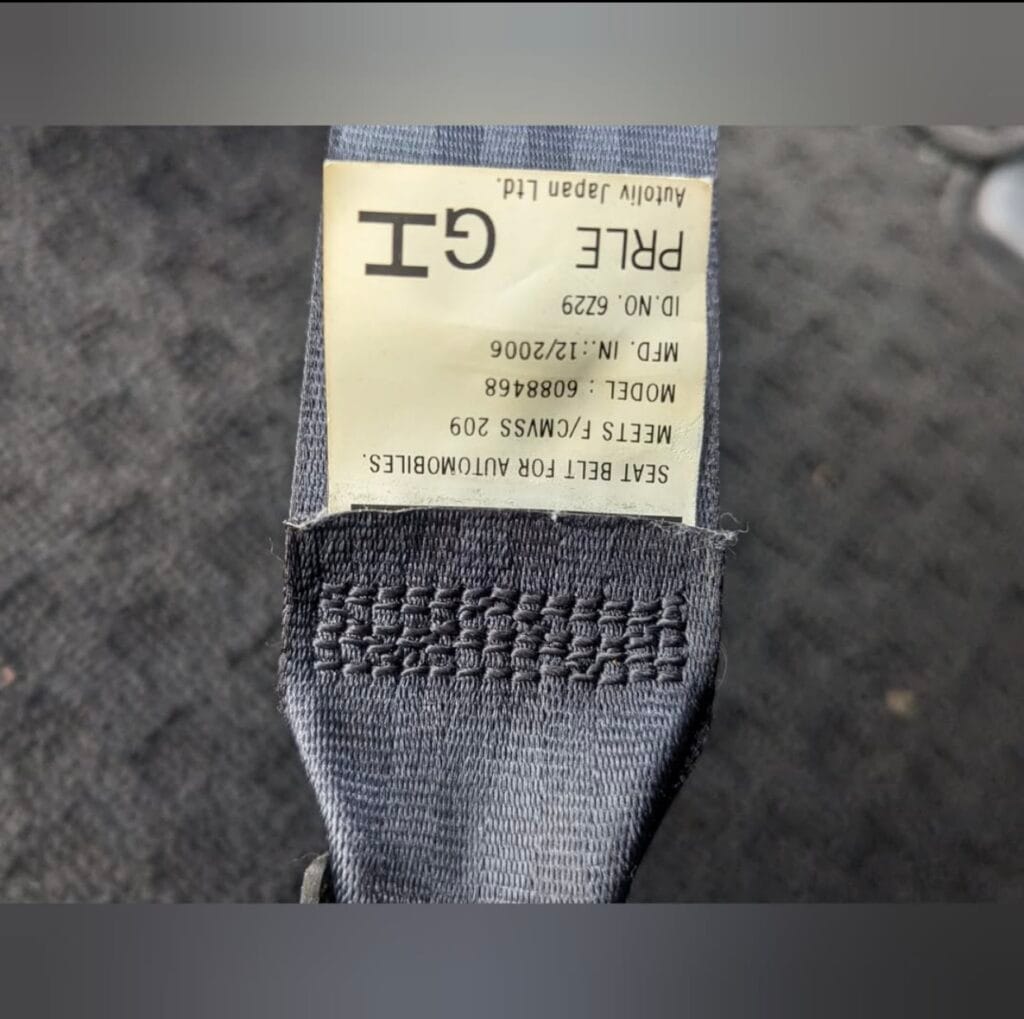 SEAT BELT FOR AUTOMOBILES.
MEETS F/CMVSS 209
MODEL : 6088468
MFD. IN.:12/2006
ID.NO. 6Z29
PRLE GH
Autoliv Japan Ltd.